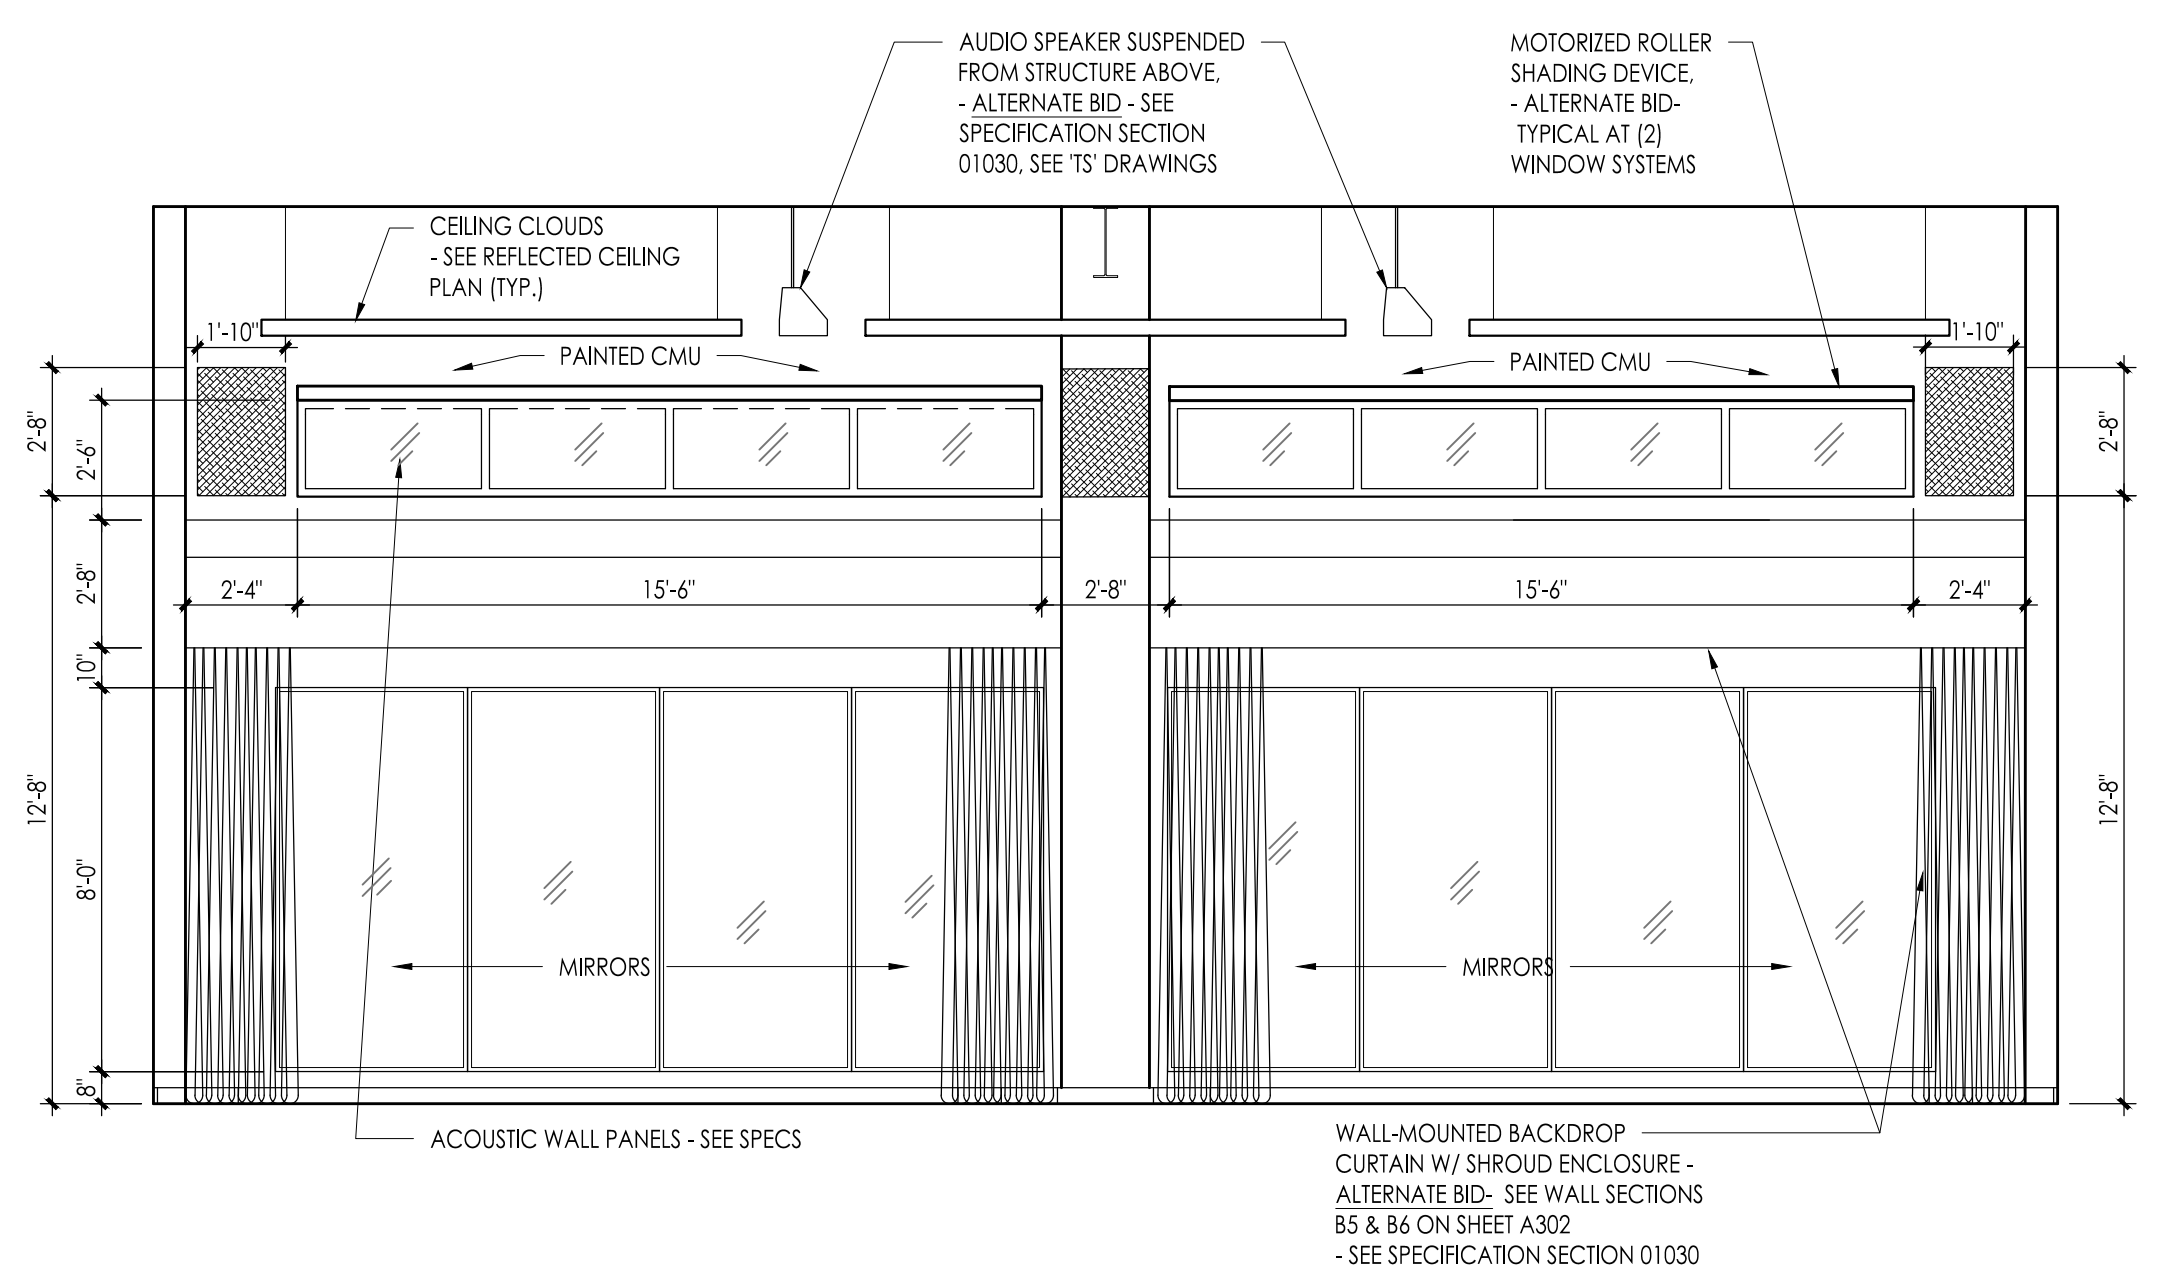 AUDIO SPEAKER SUSPENDED
FROM STRUCTURE ABOVE,
- ALTERNATE BID - SEE
SPECIFICATION SECTION
01030, SEE 'TS' DRAWINGS
MOTORIZED ROLLER
SHADING DEVICE,
- ALTERNATE BID-
TYPICAL AT (2)
WINDOW SYSTEMS
CEILING CLOUDS
- SEE REFLECTED CEILING
PLAN (TYP.)
1'-10"
1'-10"
PAINTED CMU
PAINTED CMU
2'-8"
2'-6"
2'-8"
2'-8"
10"
2'-4"
15'-6"
2'-8"
15'-6"
2'-4"
12'-8"
8'-0"
8"
12'-8"
MIRRORS
MIRRORS
ACOUSTIC WALL PANELS - SEE SPECS
WALL-MOUNTED BACKDROP
CURTAIN W/ SHROUD ENCLOSURE -
ALTERNATE BID- SEE WALL SECTIONS
B5 & B6 ON SHEET A302
- SEE SPECIFICATION SECTION 01030